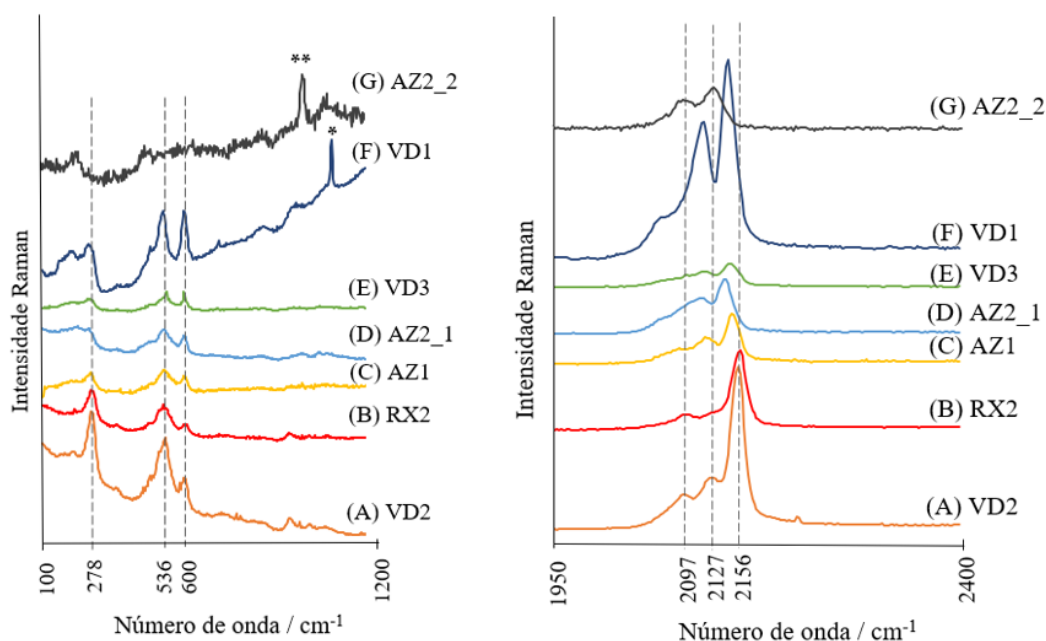 Intensidade Raman
**
(G) AZ2_2
*
(F) VD1
(E) VD3
(D) AZ2_1
(C) AZ1
(B) RX2
(A) VD2
100
278
536
600
1200
Número de onda / cm⁻¹
Intensidade Raman
(G) AZ2_2
(F) VD1
(E) VD3
(D) AZ2_1
(C) AZ1
(B) RX2
(A) VD2
1950
2097
2127
2156
2400
Número de onda / cm⁻¹